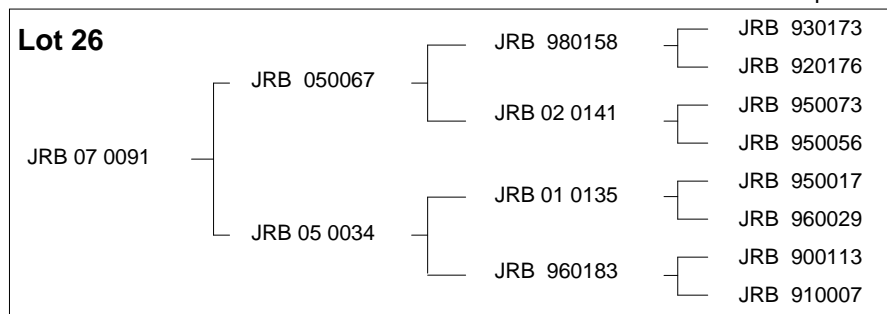 Lot 26
JRB 07 0091
JRB 050067
JRB 05 0034
JRB 980158
JRB 02 0141
JRB 01 0135
JRB 960183
JRB 930173
JRB 920176
JRB 950073
JRB 950056
JRB 950017
JRB 960029
JRB 900113
JRB 910007